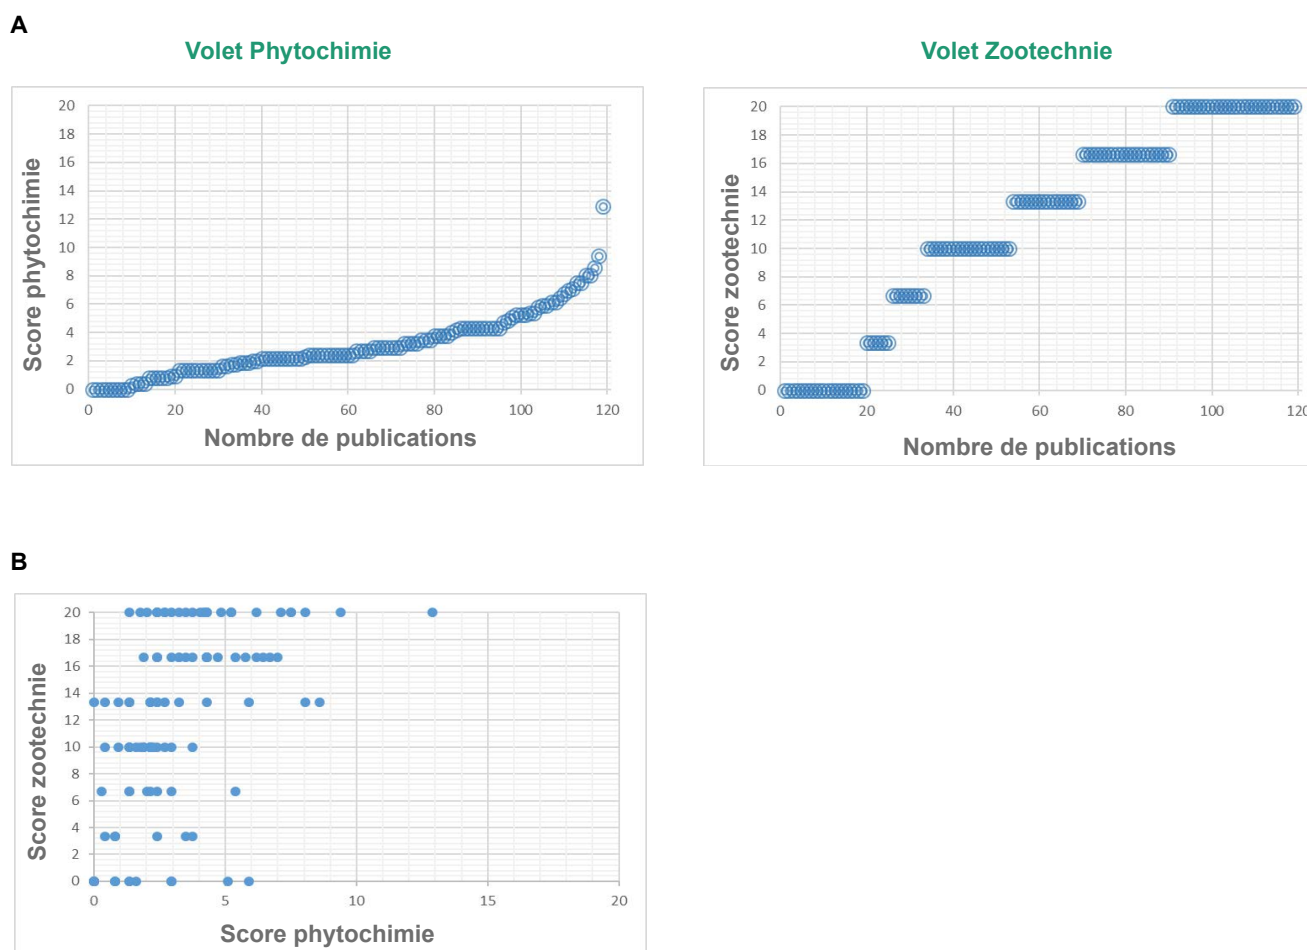 A
Volet Phytochimie
Volet Zootechnie
20
18
16
14
12
10
8
6
4
2
0
Score phytochimie
0 20 40 60 80 100 120
Nombre de publications
20
18
16
14
12
10
8
6
4
2
0
Score zootechnie
0 20 40 60 80 100 120
Nombre de publications
B
20
18
16
14
12
10
8
6
4
2
0
Score zootechnie
0 5 10 15 20
Score phytochimie